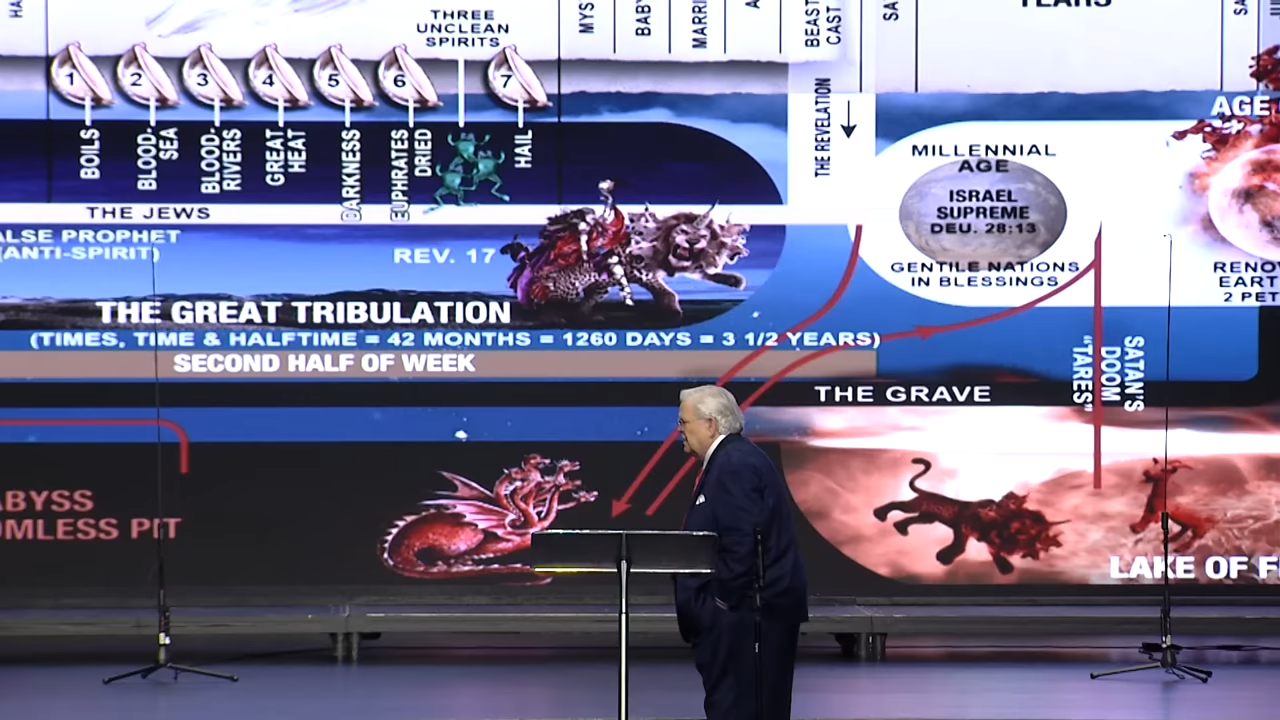 THREE
UNCLEAN
SPIRITS
MYS
BABY
MARRI
BEAST
CAST
SA
YEARS
SA
1
2
3
4
5
6
7
BOILS
BLOOD-
SEA
BLOOD-
RIVERS
GREAT
HEAT
DARKNESS
EUPHRATES
DRIED
HAIL
THE REVELATION
AGE
MILLENNIAL
AGE
ISRAEL
SUPREME
DEU. 28:13
GENTILE NATIONS
IN BLESSINGS
RENO
EART
2 PET
THE JEWS
ALSE PROPHET
(ANTI-SPIRIT)
REV. 17
THE GREAT TRIBULATION
(TIMES, TIME & HALFTIME = 42 MONTHS = 1260 DAYS = 3 1/2 YEARS)
SECOND HALF OF WEEK
THE GRAVE
SATAN'S
DOOM
"TARES"
ABYSS
OMLESS PIT
LAKE OF F